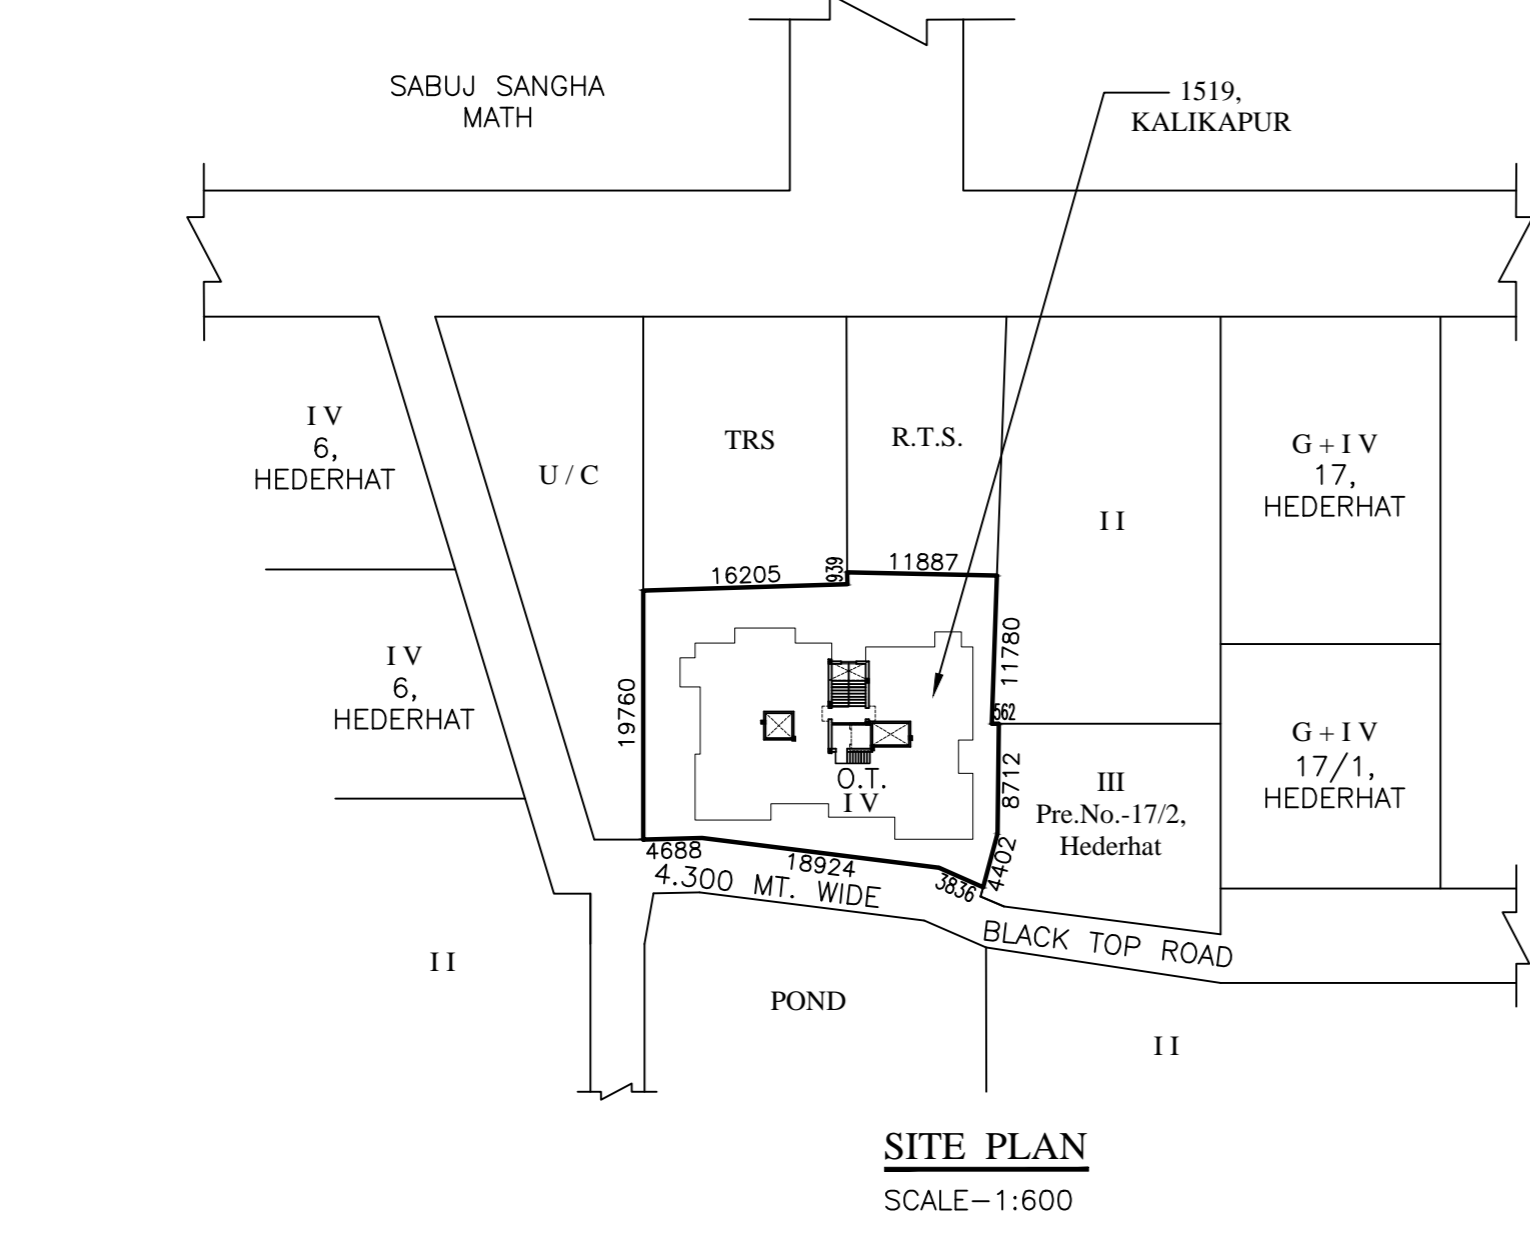 SABUJ SANGHA
MATH
1519,
KALIKAPUR
I V
6,
HEDERHAT
U / C
TRS
R.T.S.
I I
G + I V
17,
HEDERHAT
16205
939
11887
11780
562
19760
I V
6,
HEDERHAT
O.T.
I V
8712
4402
III
Pre.No.-17/2,
Hederhat
G + I V
17/1,
HEDERHAT
4688
18924
3836
4.300 MT. WIDE
BLACK TOP ROAD
I I
POND
I I
SITE PLAN
SCALE-1:600